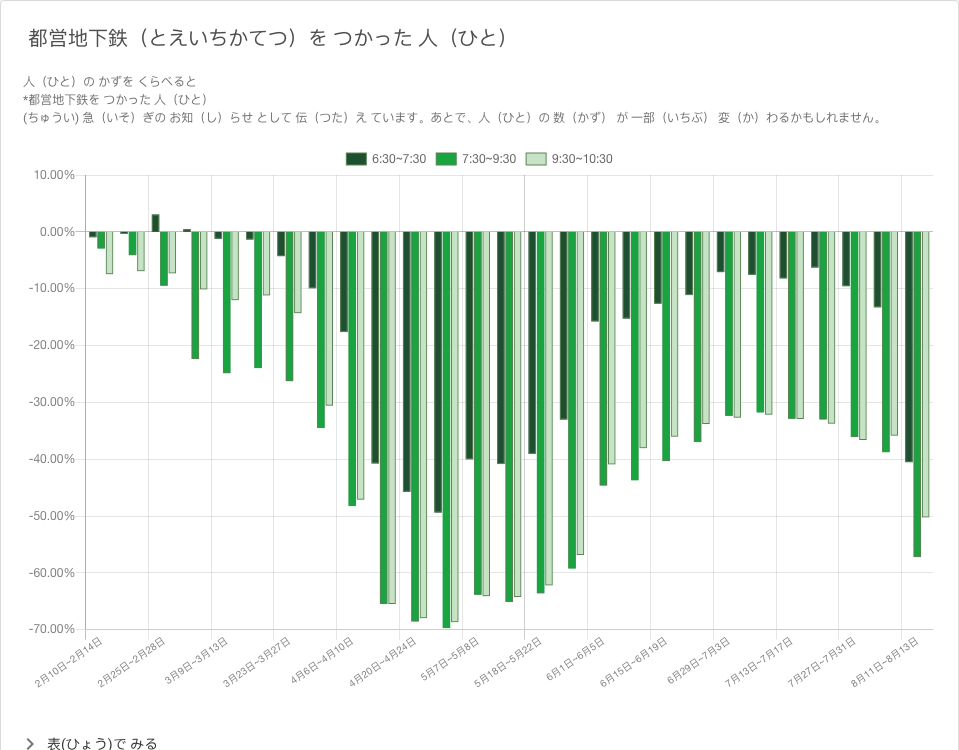 都営地下鉄（とえいちかてつ）を つかった 人（ひと）
人（ひと）の かずを くらべると
*都営地下鉄を つかった 人（ひと）
(ちゅうい) 急（いそ）ぎの お知（し）らせ として 伝（つた）え ています。あとで、人（ひと）の 数（かず） が 一部（いちぶ） 変（か）わるかもしれません。
6:30~7:30 7:30~9:30 9:30~10:30
10.00%
0.00%
-10.00%
-20.00%
-30.00%
-40.00%
-50.00%
-60.00%
-70.00%
2月10日~2月14日
2月25日~2月28日
3月9日~3月13日
3月23日~3月27日
4月6日~4月10日
4月20日~4月24日
5月7日~5月8日
5月18日~5月22日
6月1日~6月5日
6月15日~6月19日
6月29日~7月3日
7月13日~7月17日
7月27日~7月31日
8月11日~8月13日
表(ひょう)で みる